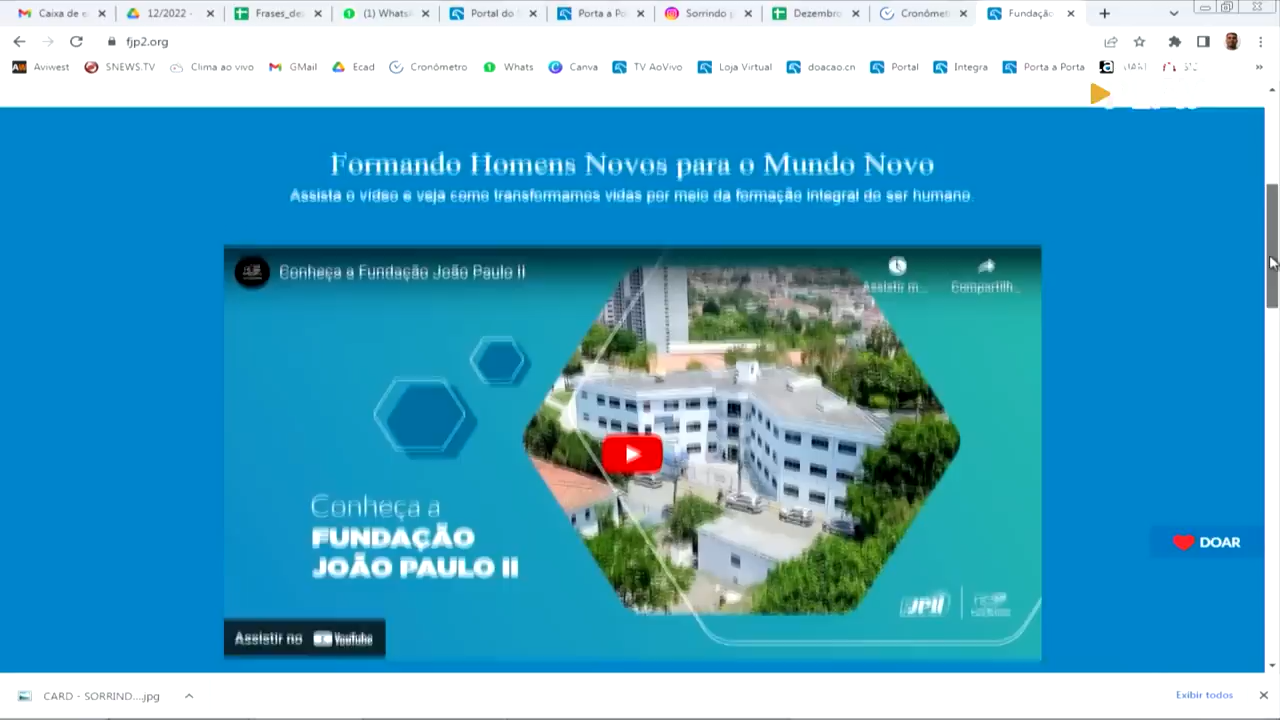 Caixa de e
12/2022 -
Frases_de
(1) Whats
Portal do
Porta a Po
Sorrindo p
Dezembro
Cronômet
Fundação
fjp2.org
Aviwest
SNEWS.TV
Clima ao vivo
GMail
Ecad
Cronômetro
Whats
Canva
TV AoVivo
Loja Virtual
doacao.cn
Portal
Integra
Porta a Porta
Formando Homens Novos para o Mundo Novo
Assista o vídeo e veja como transformamos vidas por meio da formação integral do ser humano.
Conheça a Fundação João Paulo II
Assistir m...
Compartilh...
Conheça a
FUNDAÇÃO
JOÃO PAULO II
FJPII
DOAR
Assistir no YouTube
CARD - SORRIND....jpg
Exibir todos